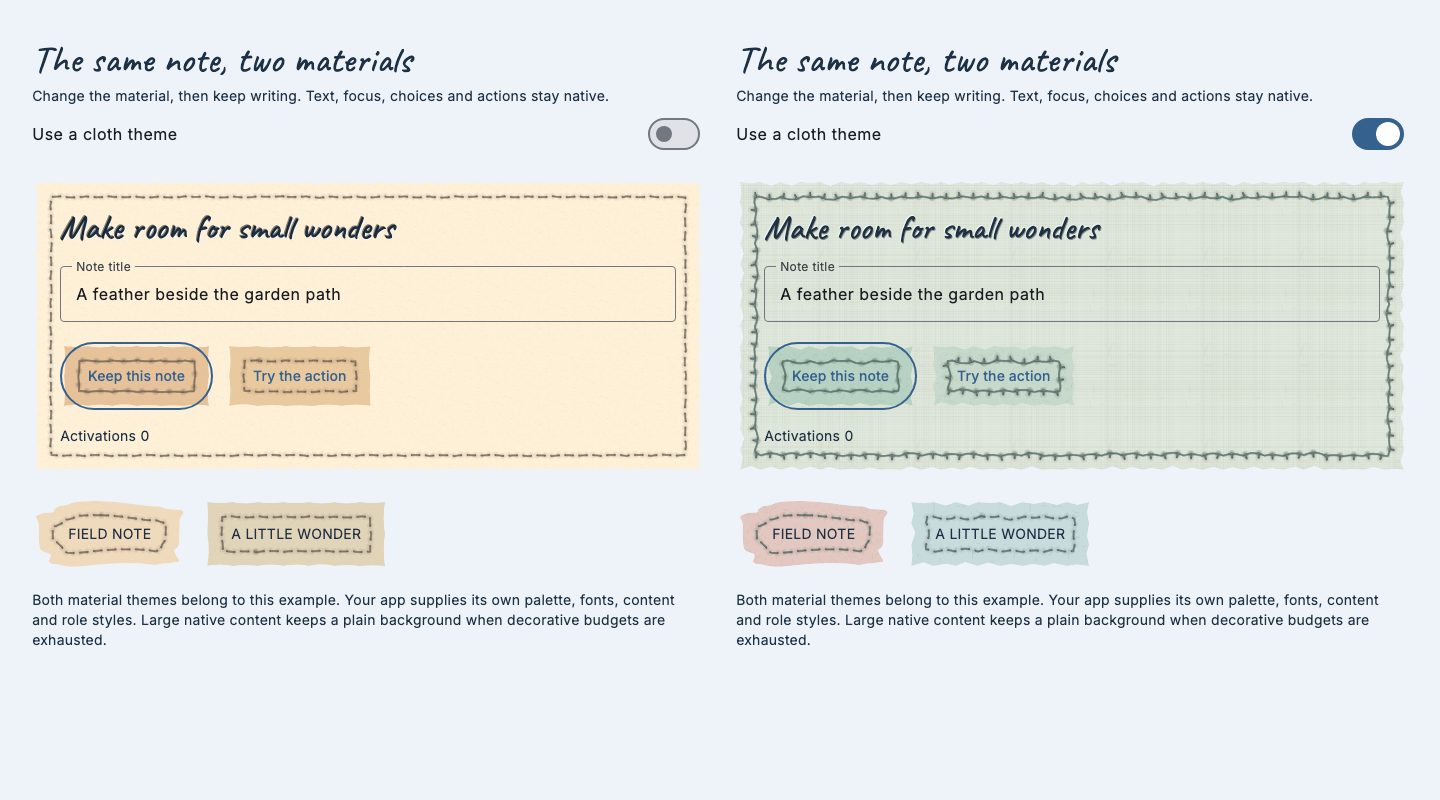 The same note, two materials
Change the material, then keep writing. Text, focus, choices and actions stay native.
Use a cloth theme
Make room for small wonders
Note title
A feather beside the garden path
Keep this note
Try the action
Activations 0
FIELD NOTE
A LITTLE WONDER
Both material themes belong to this example. Your app supplies its own palette, fonts, content
and role styles. Large native content keeps a plain background when decorative budgets are
exhausted.
The same note, two materials
Change the material, then keep writing. Text, focus, choices and actions stay native.
Use a cloth theme
Make room for small wonders
Note title
A feather beside the garden path
Keep this note
Try the action
Activations 0
FIELD NOTE
A LITTLE WONDER
Both material themes belong to this example. Your app supplies its own palette, fonts, content
and role styles. Large native content keeps a plain background when decorative budgets are
exhausted.